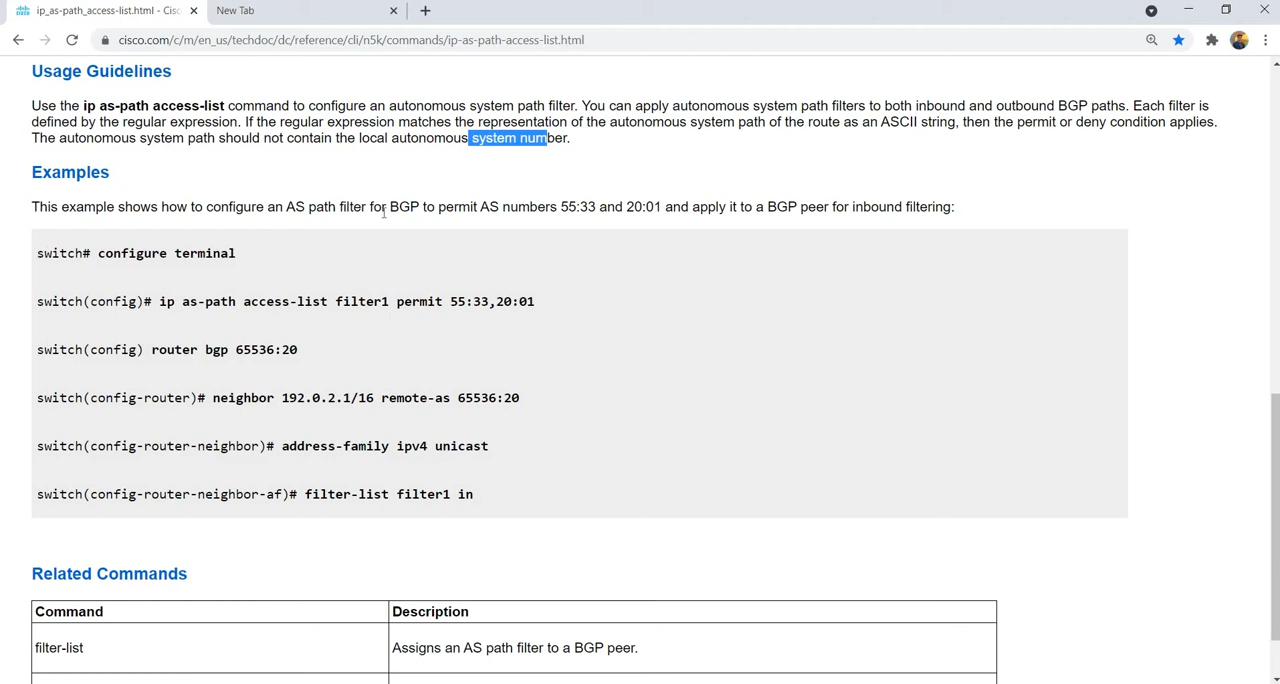 ip_as-path_access-list.html - Cisc
New Tab
cisco.com/c/m/en_us/techdoc/dc/reference/cli/n5k/commands/ip-as-path-access-list.html
Usage Guidelines
Use the ip as-path access-list command to configure an autonomous system path filter. You can apply autonomous system path filters to both inbound and outbound BGP paths. Each filter is
defined by the regular expression. If the regular expression matches the representation of the autonomous system path of the route as an ASCII string, then the permit or deny condition applies.
The autonomous system path should not contain the local autonomous system number.
Examples
This example shows how to configure an AS path filter for BGP to permit AS numbers 55:33 and 20:01 and apply it to a BGP peer for inbound filtering:
switch# configure terminal
switch(config)# ip as-path access-list filter1 permit 55:33,20:01
switch(config) router bgp 65536:20
switch(config-router)# neighbor 192.0.2.1/16 remote-as 65536:20
switch(config-router-neighbor)# address-family ipv4 unicast
switch(config-router-neighbor-af)# filter-list filter1 in
Related Commands
Command Description
filter-list Assigns an AS path filter to a BGP peer.